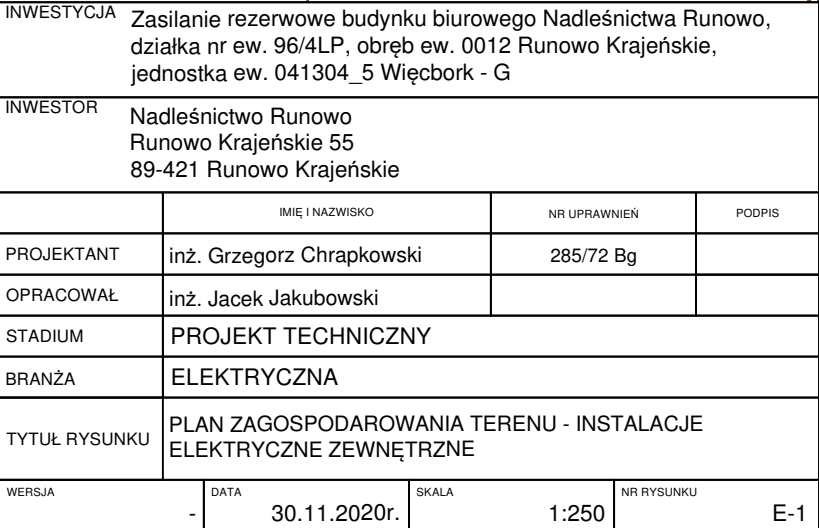 INWESTYCJA Zasilanie rezerwowe budynku biurowego Nadleśnictwa Runowo,
działka nr ew. 96/4LP, obręb ew. 0012 Runowo Krajeńskie,
jednostka ew. 041304_5 Więcbork - G
INWESTOR Nadleśnictwo Runowo
Runowo Krajeńskie 55
89-421 Runowo Krajeńskie
IMIĘ I NAZWISKO NR UPRAWNIEŃ PODPIS
PROJEKTANT inż. Grzegorz Chrapkowski 285/72 Bg
OPRACOWAŁ inż. Jacek Jakubowski
STADIUM PROJEKT TECHNICZNY
BRANŻA ELEKTRYCZNA
TYTUŁ RYSUNKU PLAN ZAGOSPODAROWANIA TERENU - INSTALACJE
ELEKTRYCZNE ZEWNĘTRZNE
WERSJA - DATA 30.11.2020r. SKALA 1:250 NR RYSUNKU E-1